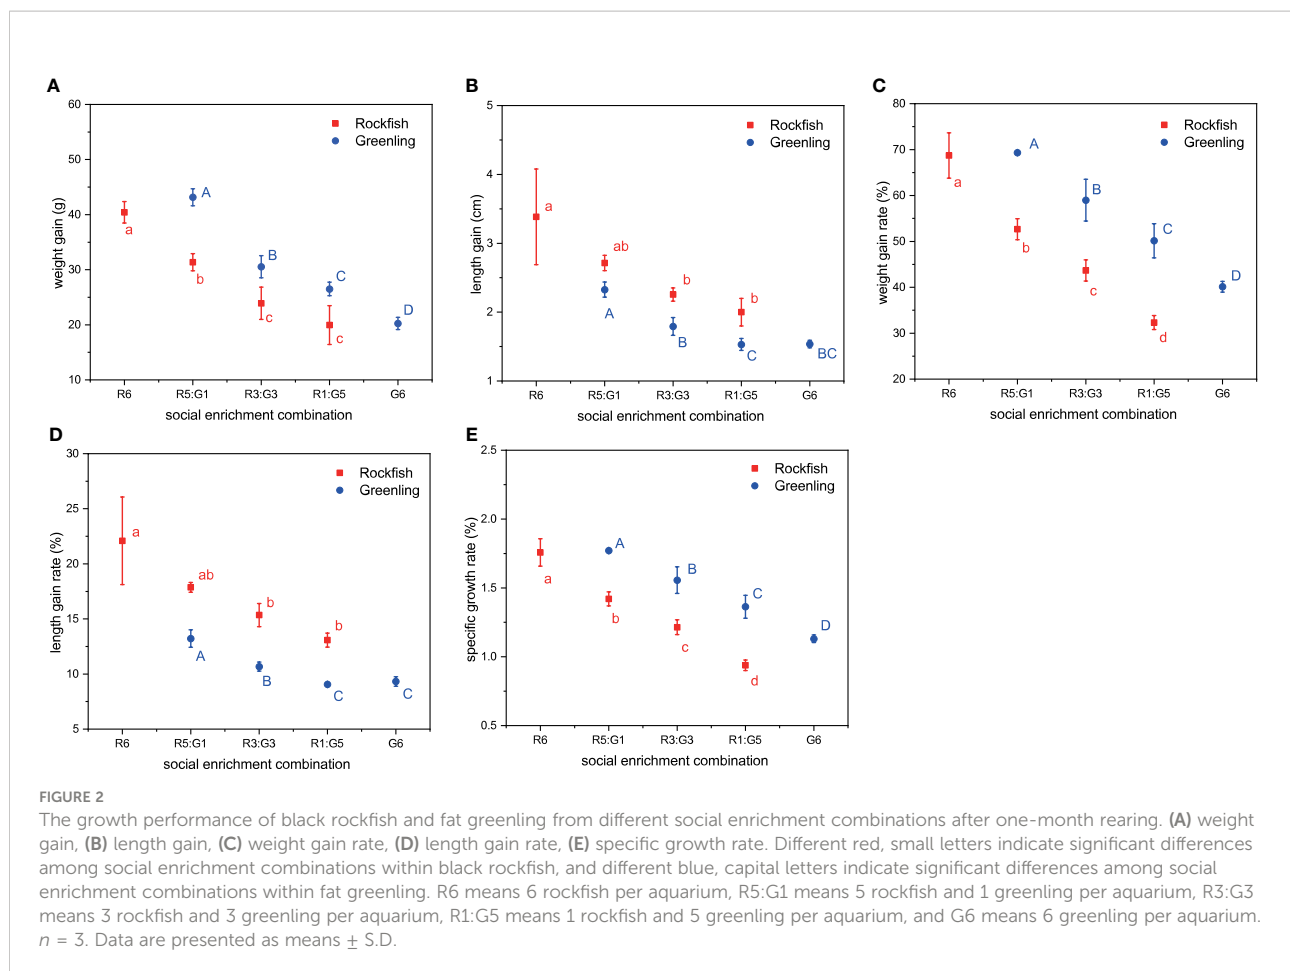 A
60
50
40
30
20
10
weight gain (g)
Rockfish
Greenling
a
A
b
B
c
C
c
D
R6 R5:G1 R3:G3 R1:G5 G6
social enrichment combination
B
5
4
3
2
1
length gain (cm)
Rockfish
Greenling
a
ab
A
b
B
b
C
BC
R6 R5:G1 R3:G3 R1:G5 G6
social enrichment combination
C
80
70
60
50
40
30
20
weight gain rate (%)
Rockfish
Greenling
a
A
b
B
c
C
d
D
R6 R5:G1 R3:G3 R1:G5 G6
social enrichment combination
D
30
25
20
15
10
5
length gain rate (%)
Rockfish
Greenling
a
ab
A
b
B
b
C
C
R6 R5:G1 R3:G3 R1:G5 G6
social enrichment combination
E
2.5
2.0
1.5
1.0
0.5
specific growth rate (%)
Rockfish
Greenling
a
A
b
B
c
C
d
D
R6 R5:G1 R3:G3 R1:G5 G6
social enrichment combination
FIGURE 2
The growth performance of black rockfish and fat greenling from different social enrichment combinations after one-month rearing. (A) weight
gain, (B) length gain, (C) weight gain rate, (D) length gain rate, (E) specific growth rate. Different red, small letters indicate significant differences
among social enrichment combinations within black rockfish, and different blue, capital letters indicate significant differences among social
enrichment combinations within fat greenling. R6 means 6 rockfish per aquarium, R5:G1 means 5 rockfish and 1 greenling per aquarium, R3:G3
means 3 rockfish and 3 greenling per aquarium, R1:G5 means 1 rockfish and 5 greenling per aquarium, and G6 means 6 greenling per aquarium.
n = 3. Data are presented as means ± S.D.